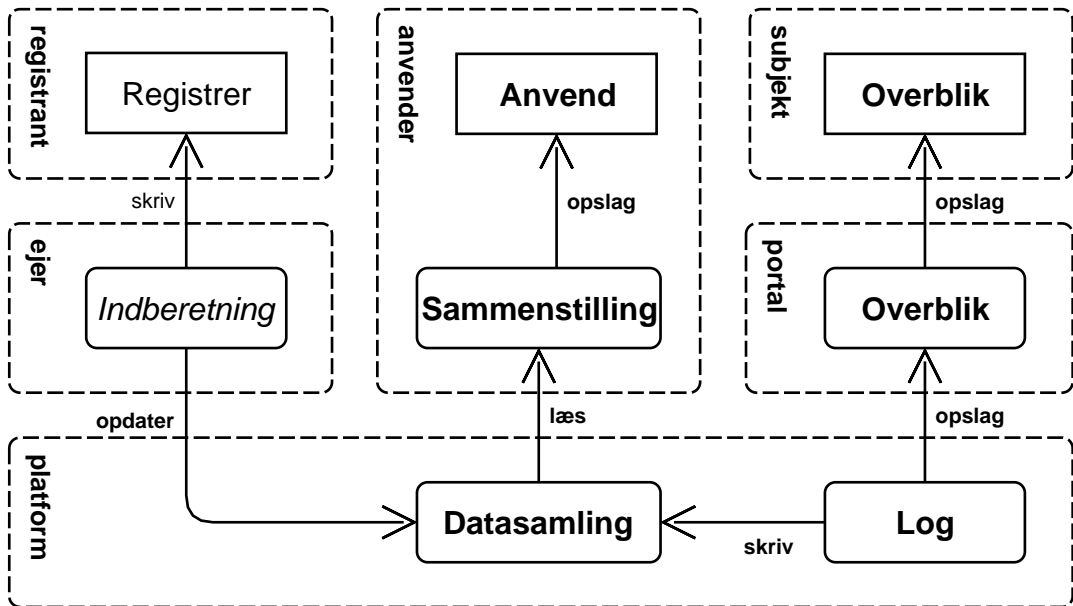 registrant
Registrer
skriv
ejer
Indberetning
opdater
anvender
Anvend
opslag
Sammenstilling
læs
subjekt
Overblik
opslag
portal
Overblik
opslag
platform
Datasamling
skriv
Log